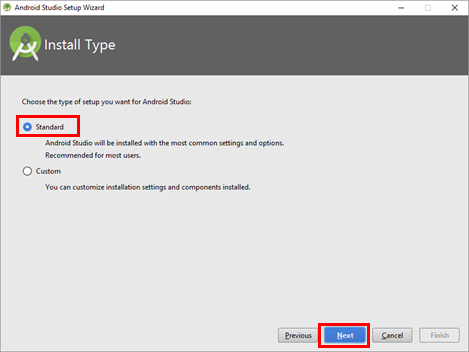 Android Studio Setup Wizard
Install Type
Choose the type of setup you want for Android Studio:
Standard
Android Studio will be installed with the most common settings and options.
Recommended for most users.
Custom
You can customize installation settings and components installed.
Previous Next Cancel Finish